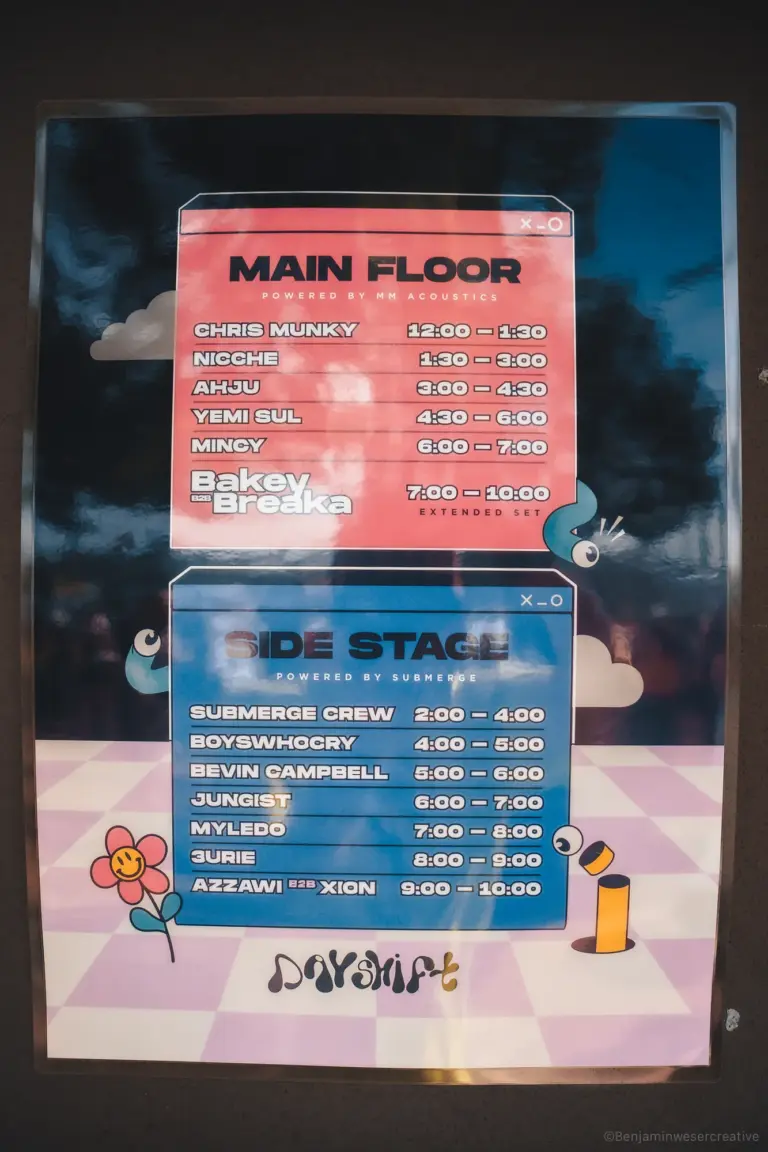 X_O
MAIN FLOOR
POWERED BY MM ACOUSTICS
CHRIS MUNKY 12:00 — 1:30
NICCHE 1:30 — 3:00
AHJU 3:00 — 4:30
YEMI SUL 4:30 — 6:00
MINCY 6:00 — 7:00
Bakey B2B Breaka 7:00 — 10:00
EXTENDED SET
X_O
SIDE STAGE
POWERED BY SUBMERGE
SUBMERGE CREW 2:00 — 4:00
BOYSWHOCRY 4:00 — 5:00
BEVIN CAMPBELL 5:00 — 6:00
JUNGIST 6:00 — 7:00
MYLEDO 7:00 — 8:00
3URIE 8:00 — 9:00
AZZAWI B2B XION 9:00 — 10:00
DAYSHIFT
©Benjaminwesercreative